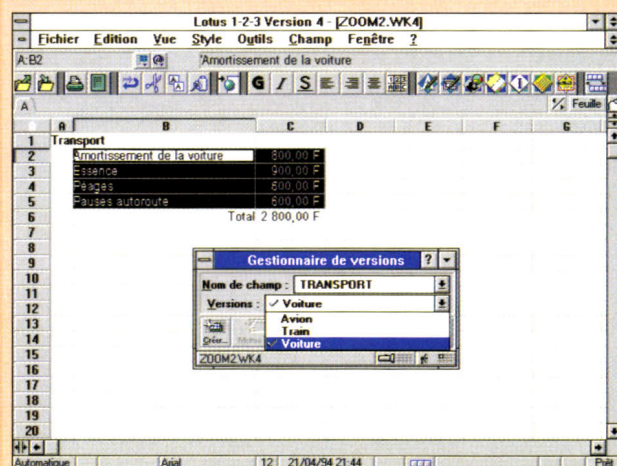 Lotus 1-2-3 Version 4 - [ZOOM2.WK4]
Fichier Edition Vue Style Outils Champ Fenêtre ?
A:B2 'Amortissement de la voiture
G I S
A Feuille
A B C D E F G
1 Transport
2 Amortissement de la voiture 800,00 F
3 Essence 900,00 F
4 Péages
5 Pauses autoroute
6 Total 2 800,00 F
7
8
9
10
11
12
13
14
15
16
17
18
19
20
Gestionnaire de versions ?
Nom de champ : TRANSPORT
Versions : Voiture
Avion
Train
Voiture
Créer...
ZOOM2.WK4
Automatique Arial 12 21/04/94 21:44 Prêt